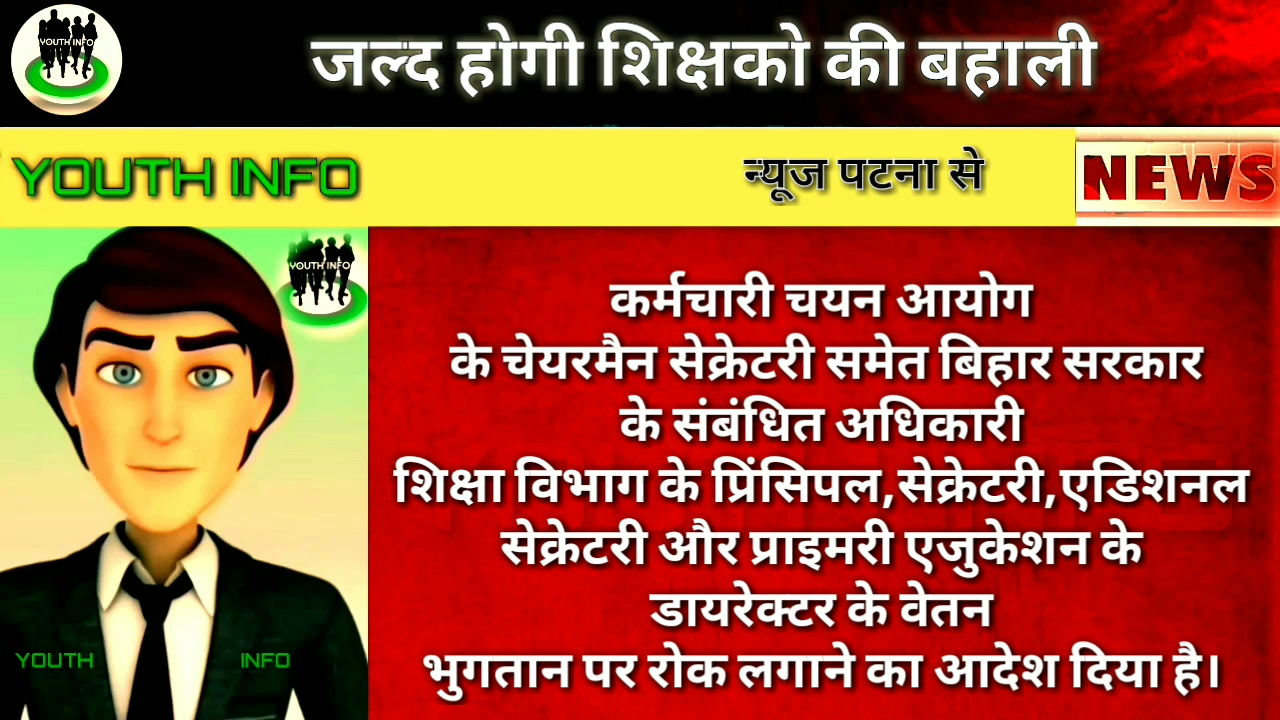 YOUTH INFO
जल्द होगी शिक्षको की बहाली
YOUTH INFO
न्यूज पटना से
NEWS
YOUTH INFO
कर्मचारी चयन आयोग
के चेयरमैन सेक्रेटरी समेत बिहार सरकार
के संबंधित अधिकारी
शिक्षा विभाग के प्रिंसिपल,सेक्रेटरी,एडिशनल
सेक्रेटरी और प्राइमरी एजुकेशन के
डायरेक्टर के वेतन
भुगतान पर रोक लगाने का आदेश दिया है।
YOUTH INFO